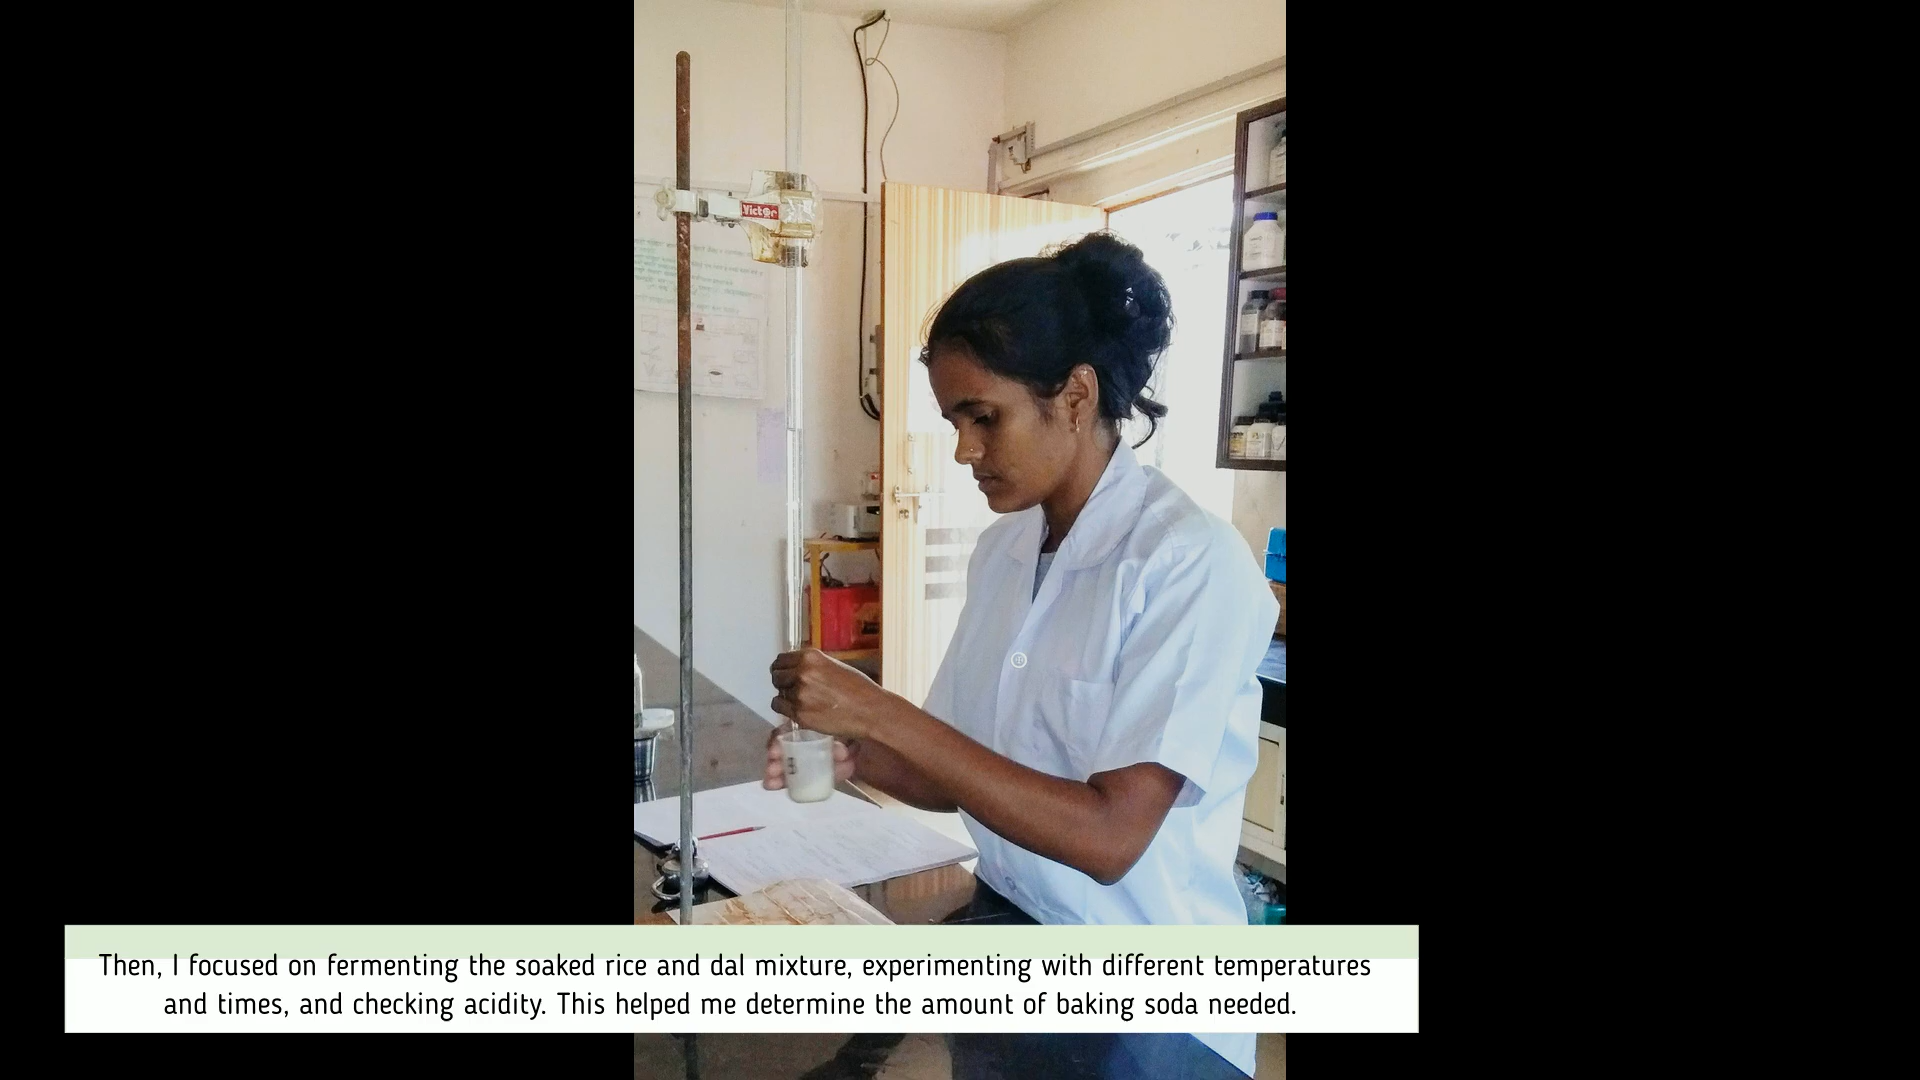 Victor
Then, I focused on fermenting the soaked rice and dal mixture, experimenting with different temperatures
and times, and checking acidity. This helped me determine the amount of baking soda needed.